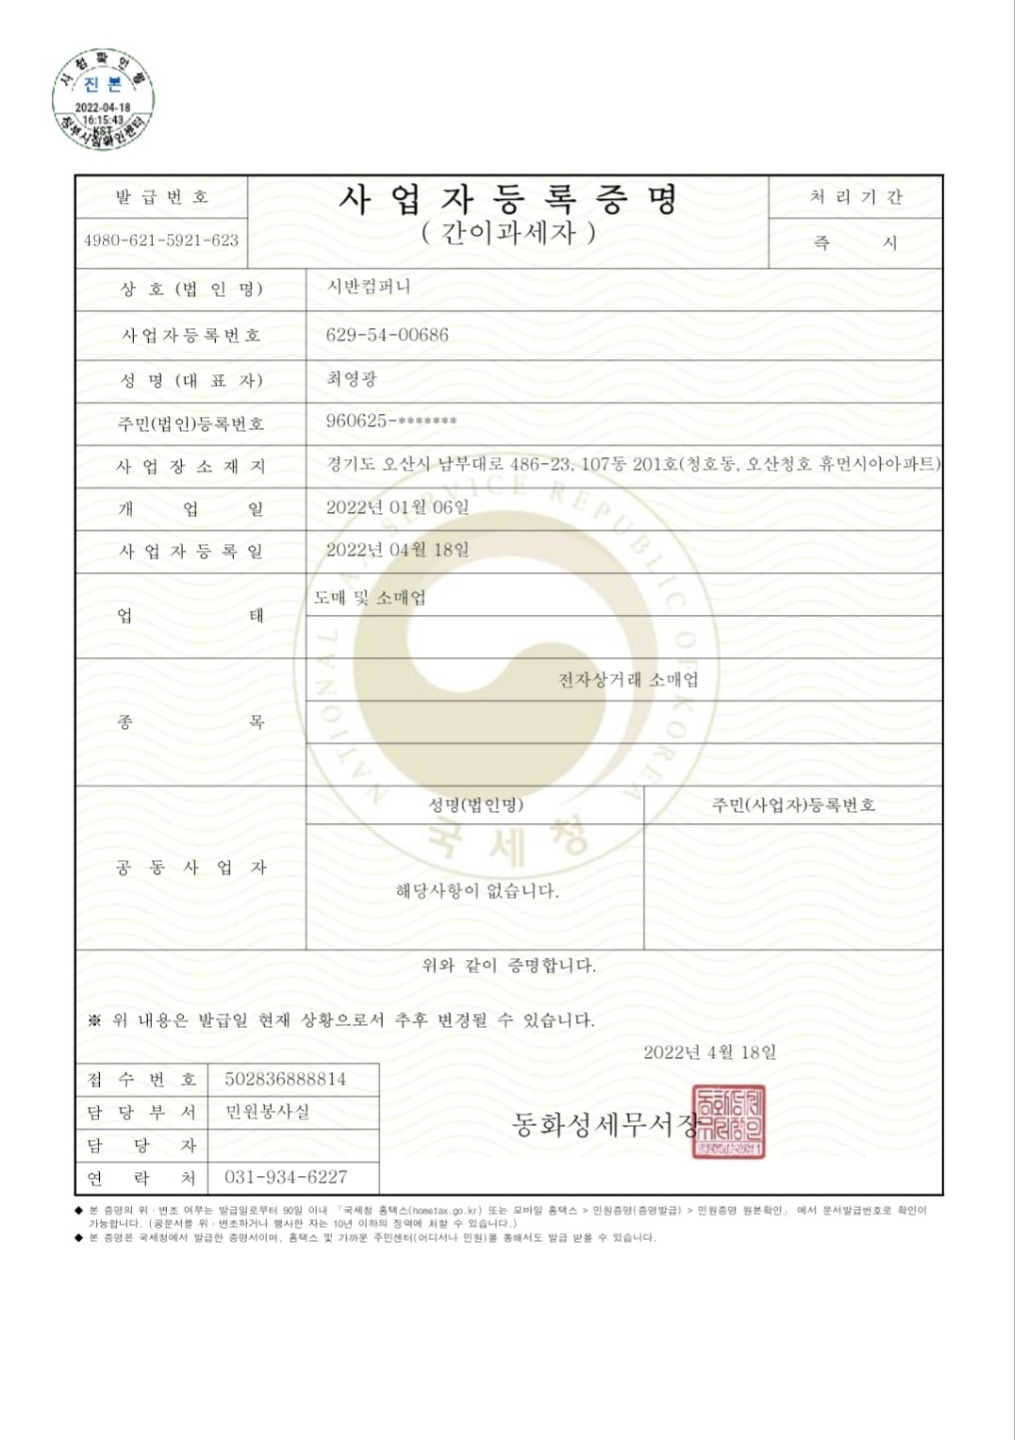 시점확인필
진 본
2022-04-18
16:15:43
KST
정부시점확인센터
발 급 번 호
4980-621-5921-623
사 업 자 등 록 증 명
( 간이과세자 )
처 리 기 간
즉 시
상 호 (법 인 명)
시반컴퍼니
사업자등록번호
629-54-00686
성 명 (대 표 자)
최영광
주민(법인)등록번호
960625-*******
사 업 장 소 재 지
경기도 오산시 남부대로 486-23, 107동 201호(청호동, 오산청호 휴먼시아아파트)
개 업 일
2022년 01월 06일
사 업 자 등 록 일
2022년 04월 18일
업 태
도매 및 소매업
종 목
전자상거래 소매업
NATIONAL TAX SERVICE REPUBLIC OF KOREA
국세청
공 동 사 업 자
성명(법인명)
주민(사업자)등록번호
해당사항이 없습니다.
위와 같이 증명합니다.
※ 위 내용은 발급일 현재 상황으로서 추후 변경될 수 있습니다.
2022년 4월 18일
접 수 번 호
502836888814
담 당 부 서
민원봉사실
담 당 자
연 락 처
031-934-6227
동화성세무서장
◆ 본 증명의 위·변조 여부는 발급일로부터 90일 이내 「국세청 홈택스(hometax.go.kr) 또는 모바일 홈택스 > 민원증명(증명발급) > 민원증명 원본확인」 에서 문서발급번호로 확인이
가능합니다. (공문서를 위·변조하거나 행사한 자는 10년 이하의 징역에 처할 수 있습니다.)
◆ 본 증명은 국세청에서 발급한 증명서이며, 홈택스 및 가까운 주민센터(어디서나 민원)을 통해서도 발급 받을 수 있습니다.